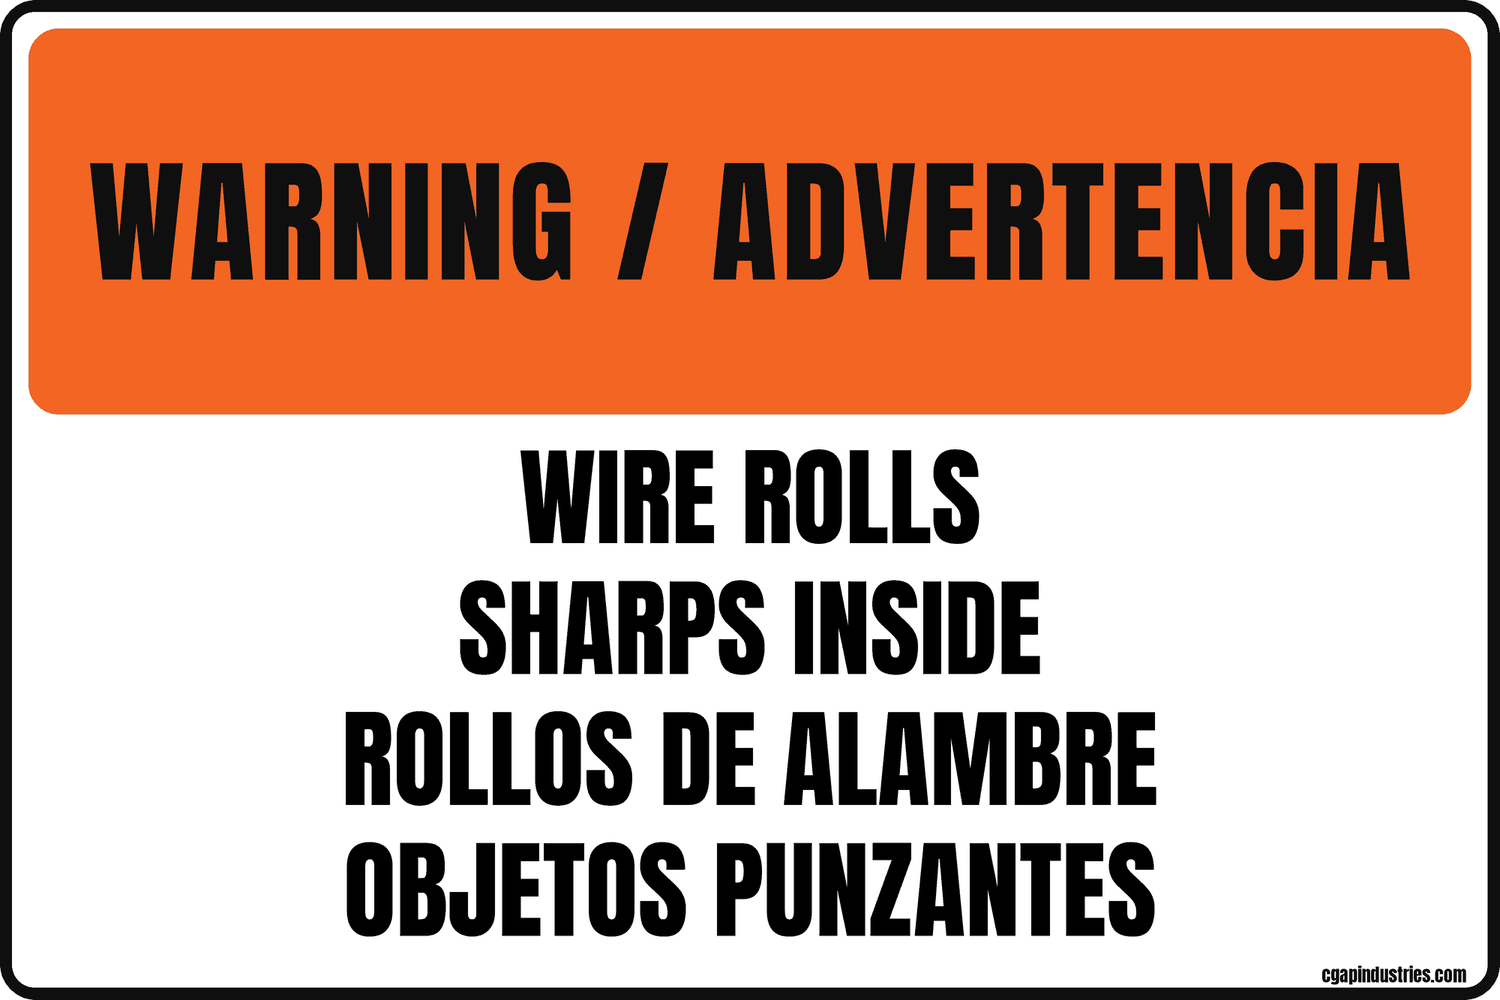 WARNING / ADVERTENCIA
WIRE ROLLS
SHARPS INSIDE
ROLLOS DE ALAMBRE
OBJETOS PUNZANTES
cgapindustries.com